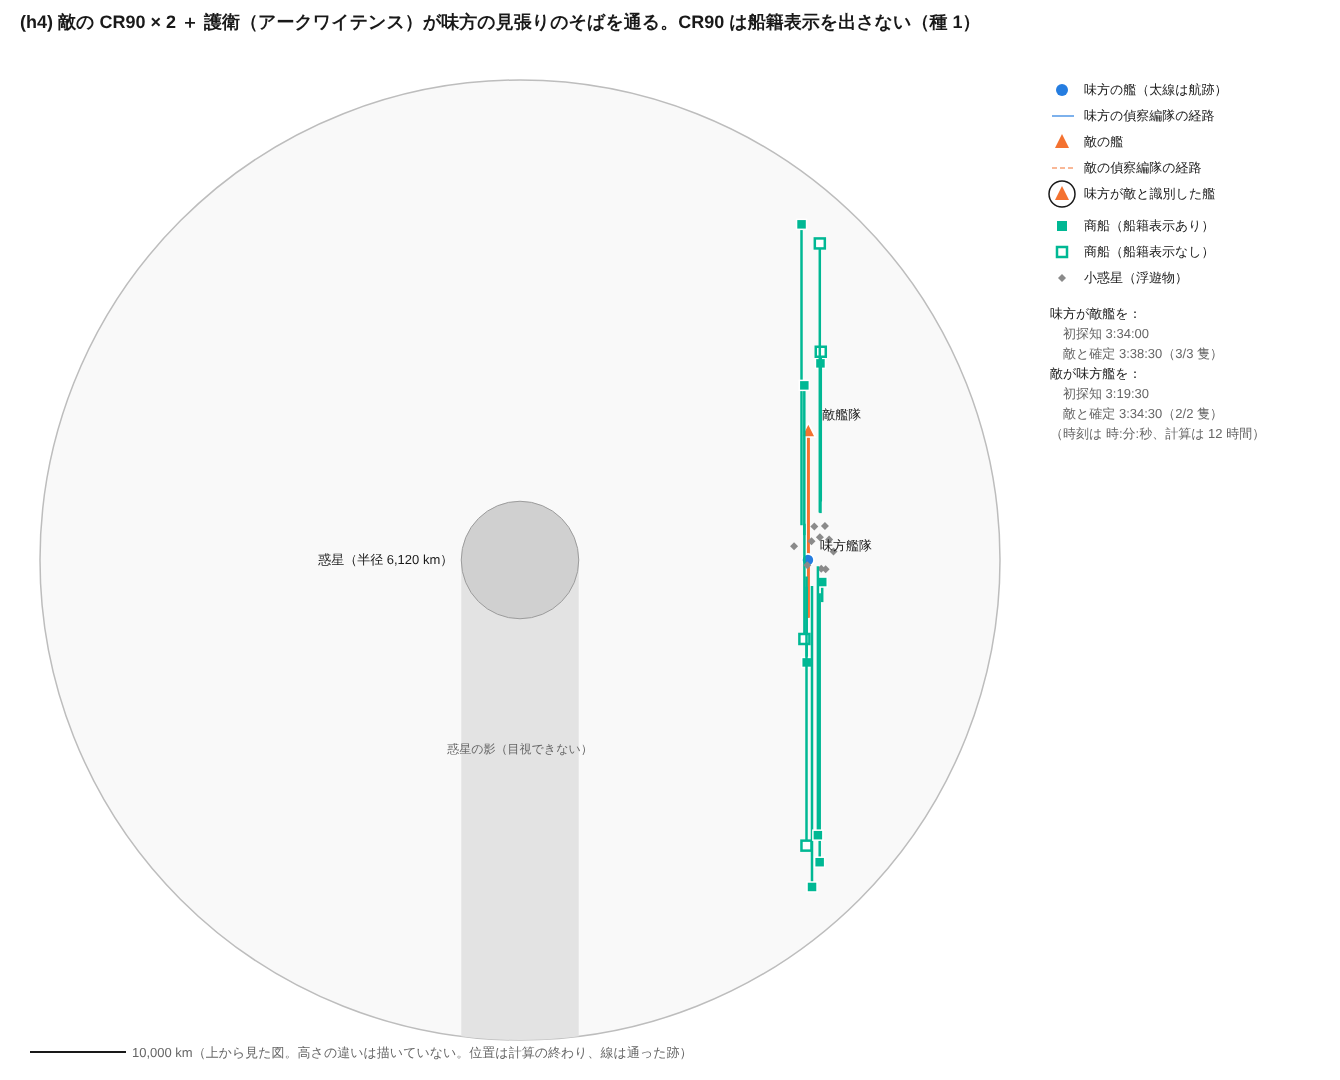 (h4) 敵の CR90 × 2 ＋ 護衛（アークワイテンス）が味方の見張りのそばを通る。CR90 は船籍表示を出さない（種 1）
味方の艦（太線は航跡）
味方の偵察編隊の経路
敵の艦
敵の偵察編隊の経路
味方が敵と識別した艦
商船（船籍表示あり）
商船（船籍表示なし）
小惑星（浮遊物）
味方が敵艦を：
初探知 3:34:00
敵と確定 3:38:30（3/3 隻）
敵が味方艦を：
初探知 3:19:30
敵と確定 3:34:30（2/2 隻）
（時刻は 時:分:秒、計算は 12 時間）
敵艦隊
味方艦隊
惑星（半径 6,120 km）
惑星の影（目視できない）
10,000 km（上から見た図。高さの違いは描いていない。位置は計算の終わり、線は通った跡）